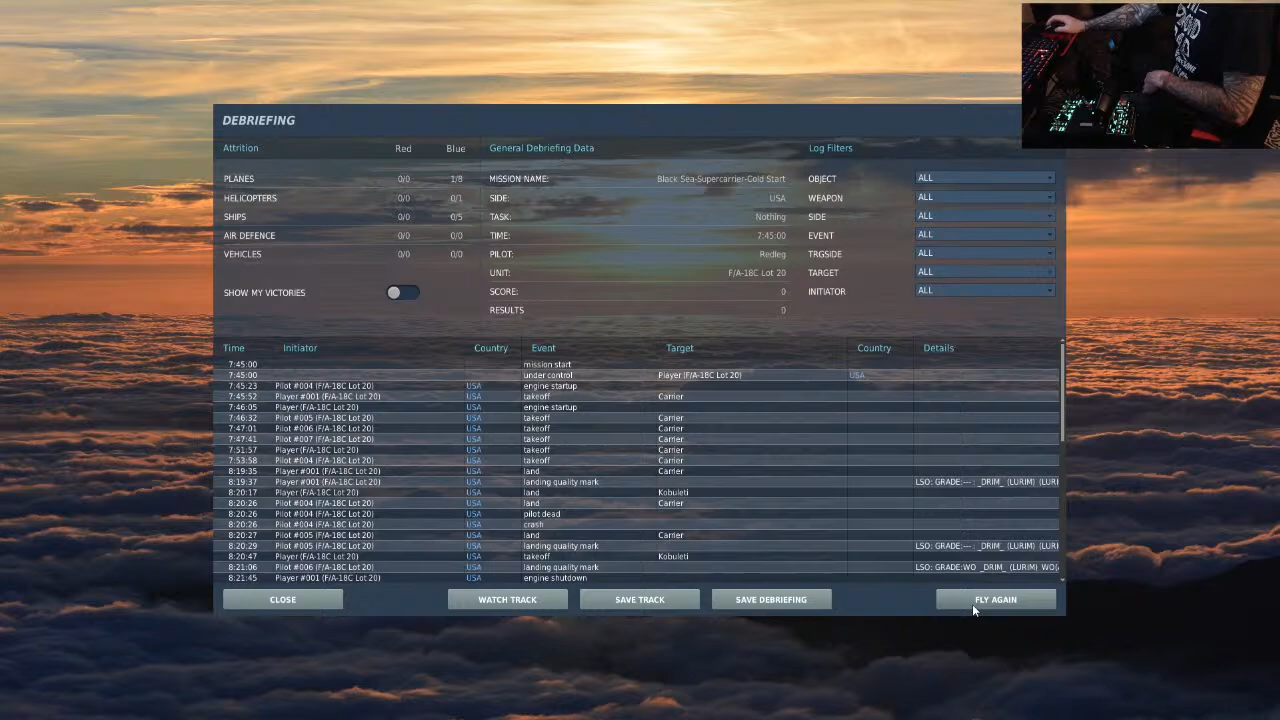 DEBRIEFING
Attrition Red Blue General Debriefing Data Log Filters
PLANES 0/0 1/8 MISSION NAME: Black Sea-Supercarrier-Cold Start OBJECT ALL
HELICOPTERS 0/0 0/1 SIDE: USA WEAPON ALL
SHIPS 0/0 0/5 TASK: Nothing SIDE ALL
AIR DEFENCE 0/0 0/0 TIME: 7:45:00 EVENT ALL
VEHICLES 0/0 0/0 PILOT: Redleg TRGSIDE ALL
UNIT: F/A-18C Lot 20 TARGET ALL
SHOW MY VICTORIES SCORE: 0 INITIATOR ALL
RESULTS 0
Time Initiator Country Event Target Country Details
7:45:00 mission start
7:45:00 under control Player (F/A-18C Lot 20) USA
7:45:23 Pilot #004 (F/A-18C Lot 20) USA engine startup
7:45:52 Player #001 (F/A-18C Lot 20) USA takeoff Carrier
7:46:05 Player (F/A-18C Lot 20) USA engine startup
7:46:32 Pilot #005 (F/A-18C Lot 20) USA takeoff Carrier
7:47:01 Pilot #006 (F/A-18C Lot 20) USA takeoff Carrier
7:47:41 Pilot #007 (F/A-18C Lot 20) USA takeoff Carrier
7:51:57 Player (F/A-18C Lot 20) USA takeoff Carrier
7:53:58 Pilot #004 (F/A-18C Lot 20) USA takeoff Carrier
8:19:35 Player #001 (F/A-18C Lot 20) USA land Carrier
8:19:37 Player #001 (F/A-18C Lot 20) USA landing quality mark LSO: GRADE:--- : _DRIM_ (LURIM) (LURI
8:20:17 Player (F/A-18C Lot 20) USA land Kobuleti
8:20:26 Pilot #004 (F/A-18C Lot 20) USA land Carrier
8:20:26 Pilot #004 (F/A-18C Lot 20) USA pilot dead
8:20:26 Pilot #004 (F/A-18C Lot 20) USA crash
8:20:27 Pilot #005 (F/A-18C Lot 20) USA land Carrier
8:20:29 Pilot #005 (F/A-18C Lot 20) USA landing quality mark LSO: GRADE:--- : _DRIM_ (LURIM) (LUR
8:20:47 Player (F/A-18C Lot 20) USA takeoff Kobuleti
8:21:06 Pilot #006 (F/A-18C Lot 20) USA landing quality mark LSO: GRADE:WO _DRIM_ (LURIM) WO(
8:21:45 Player #001 (F/A-18C Lot 20) USA engine shutdown
CLOSE WATCH TRACK SAVE TRACK SAVE DEBRIEFING FLY AGAIN